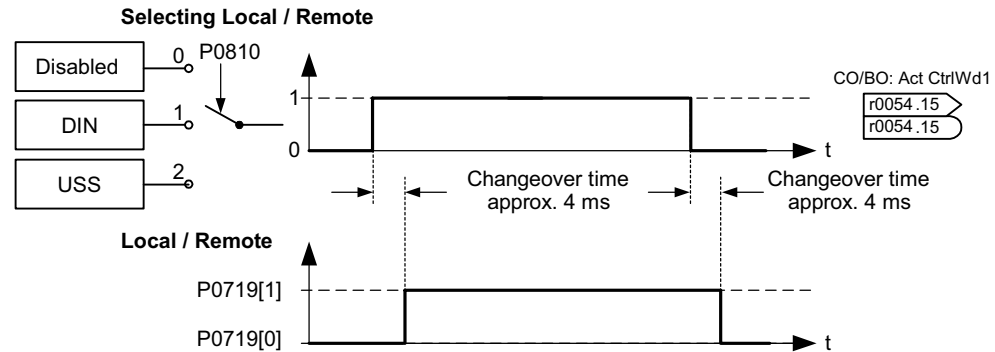 Selecting Local / Remote
Disabled
0
P0810
DIN
1
USS
2
1
0
t
CO/BO: Act CtrlWd1
r0054 .15
r0054 .15
Changeover time
approx. 4 ms
Changeover time
approx. 4 ms
Local / Remote
P0719[1]
P0719[0]
t